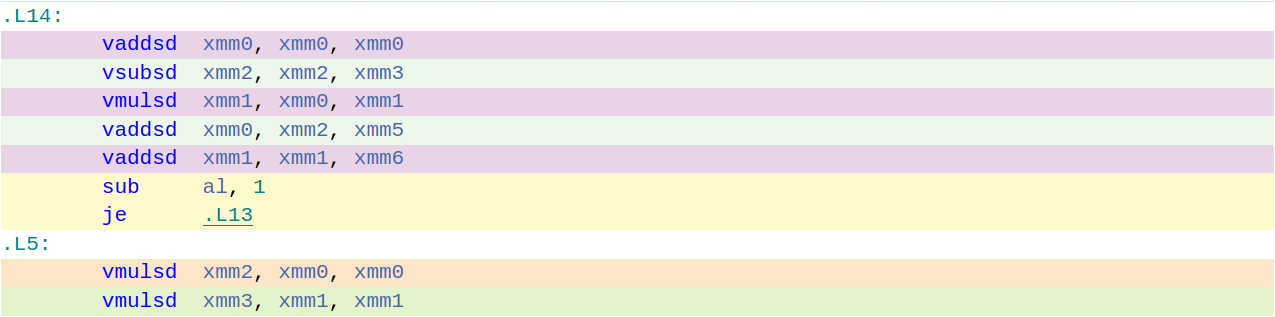 .L14:
vaddsd xmm0, xmm0, xmm0
vsubsd xmm2, xmm2, xmm3
vmulsd xmm1, xmm0, xmm1
vaddsd xmm0, xmm2, xmm5
vaddsd xmm1, xmm1, xmm6
sub al, 1
je .L13
.L5:
vmulsd xmm2, xmm0, xmm0
vmulsd xmm3, xmm1, xmm1